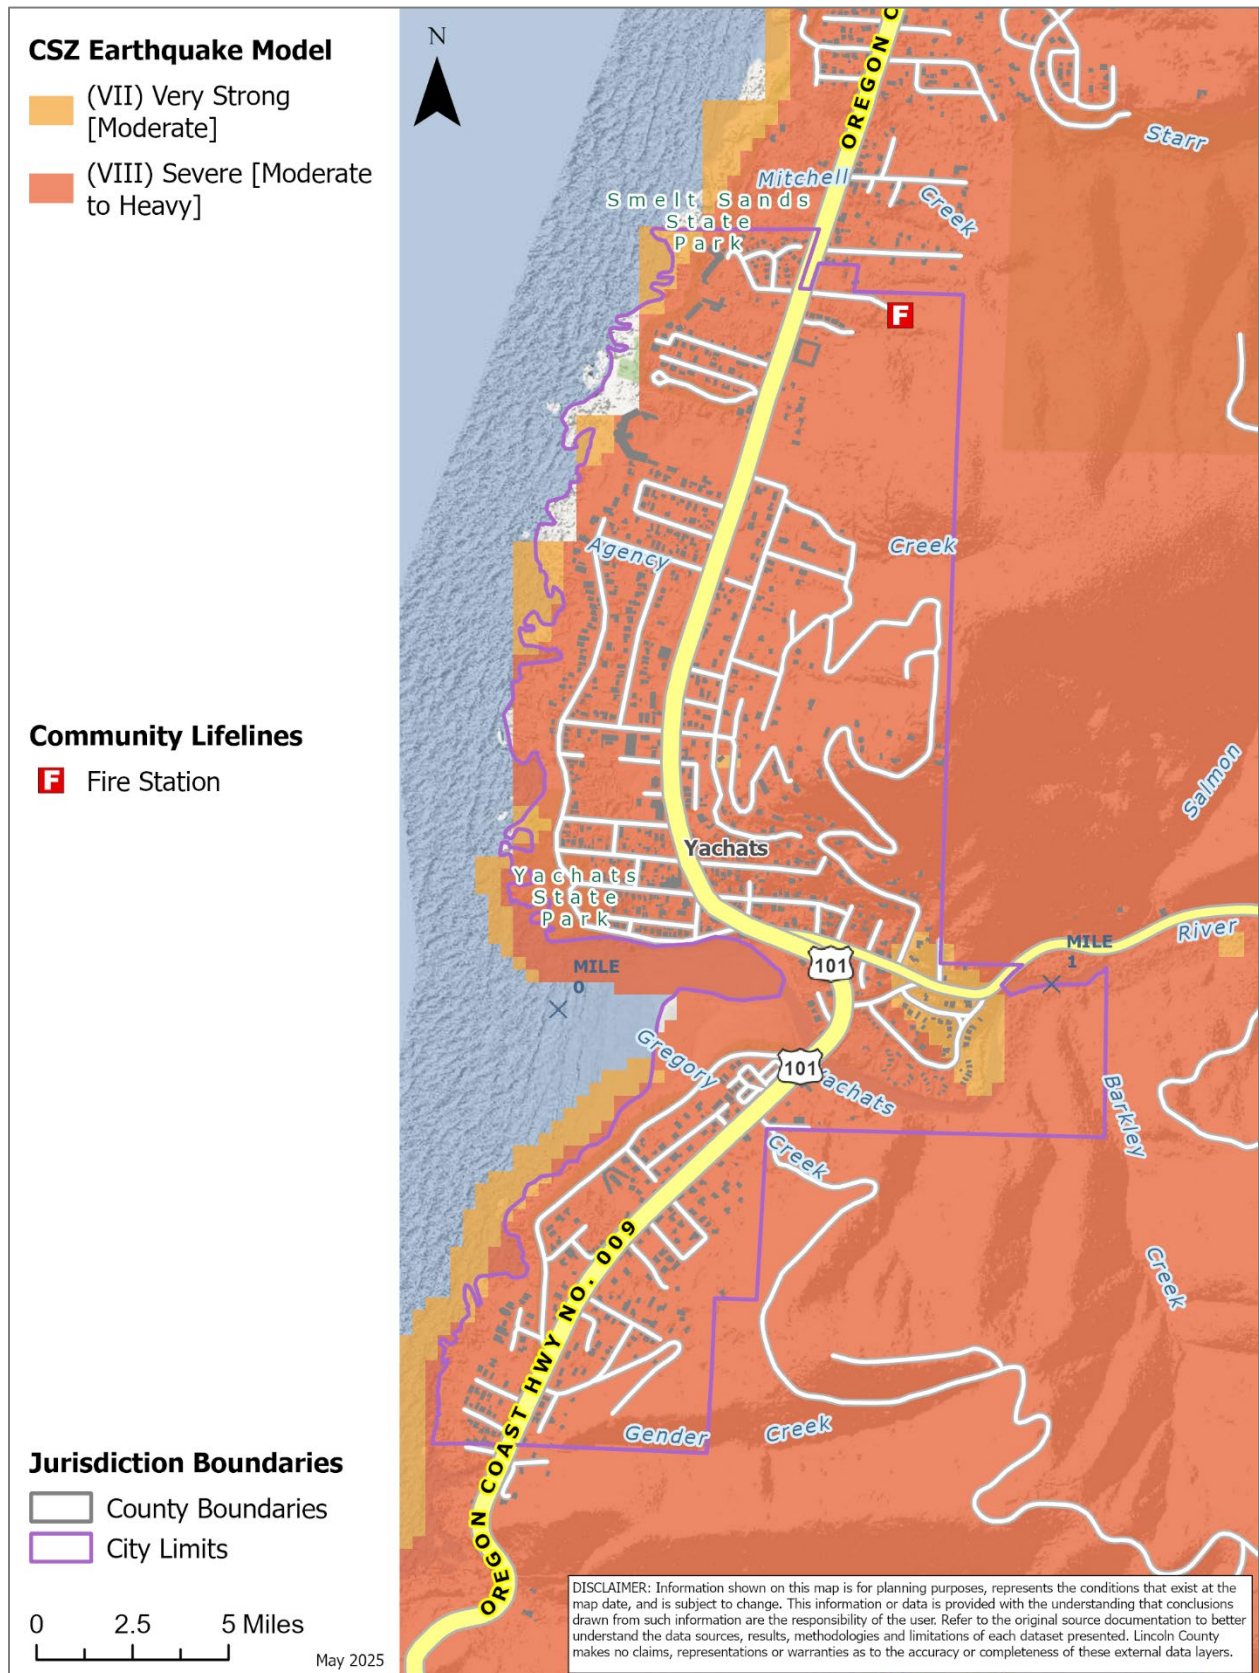 CSZ Earthquake Model
(VII) Very Strong
[Moderate]
(VIII) Severe [Moderate
to Heavy]
Community Lifelines
F Fire Station
Jurisdiction Boundaries
County Boundaries
City Limits
0 2.5 5 Miles
May 2025
N
OREGON C
Starr
Mitchell
Creek
Smelt Sands
State
Park
F
Agency
Creek
Salmon
Yachats
Yachats
State
Park
River
MILE
0
MILE
1
101
Gregory
101
Yachats
Creek
Barkley
Creek
OREGON COAST HWY NO. 009
Gender
Creek
DISCLAIMER: Information shown on this map is for planning purposes, represents the conditions that exist at the
map date, and is subject to change. This information or data is provided with the understanding that conclusions
drawn from such information are the responsibility of the user. Refer to the original source documentation to better
understand the data sources, results, methodologies and limitations of each dataset presented. Lincoln County
makes no claims, representations or warranties as to the accuracy or completeness of these external data layers.